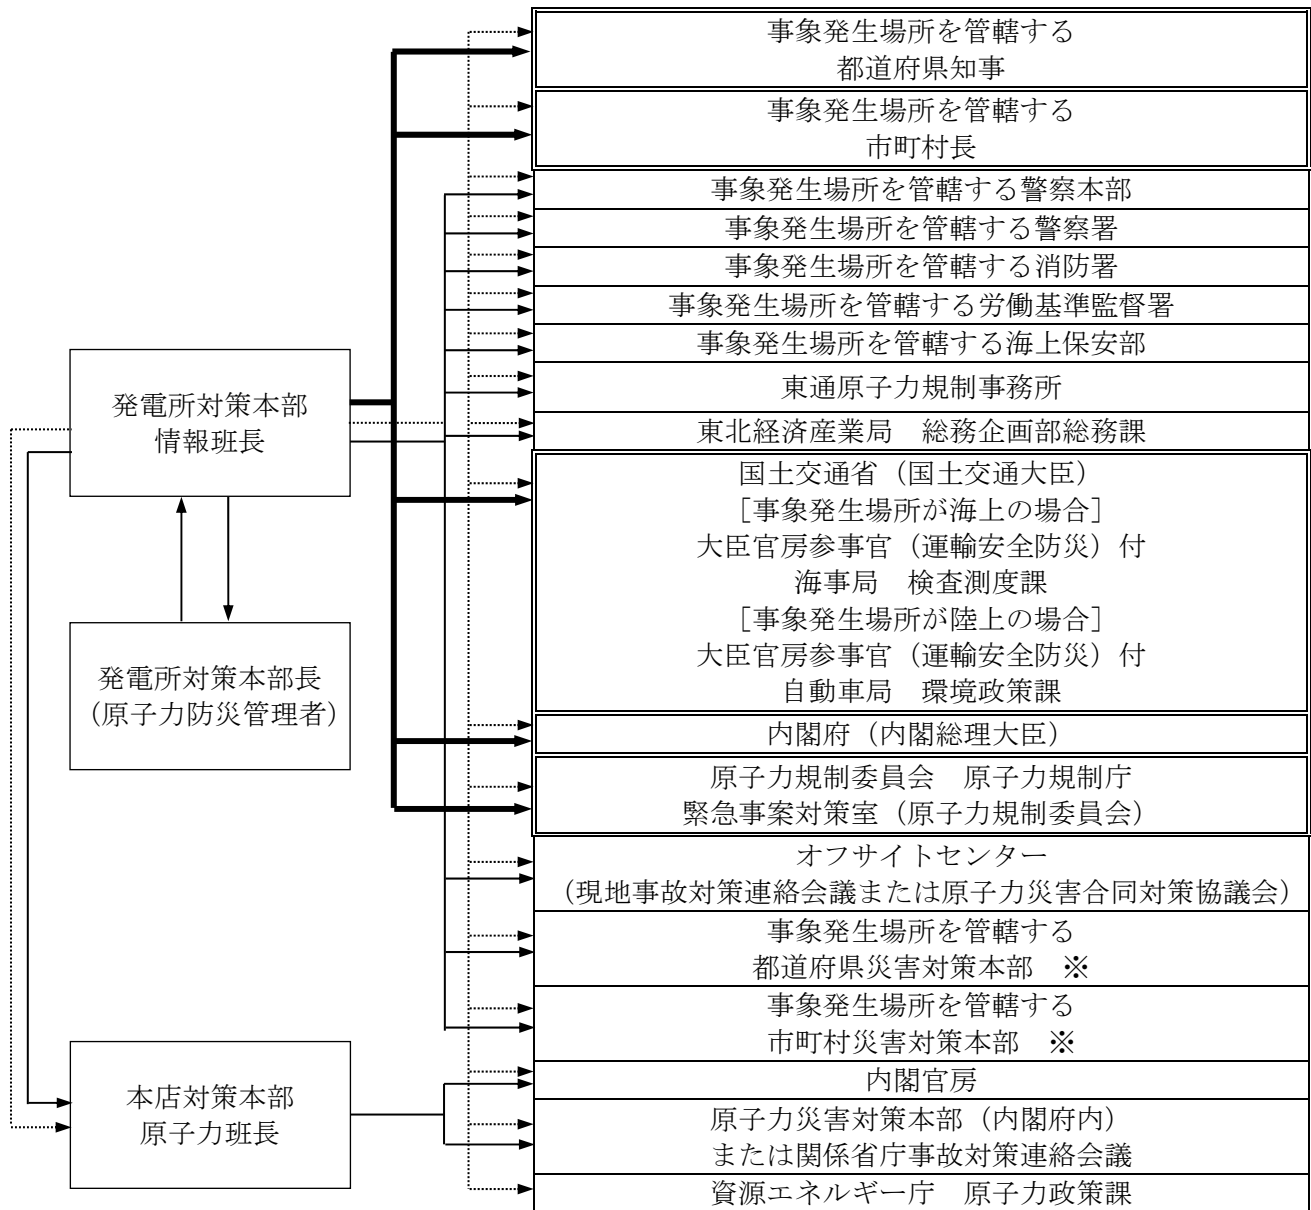 事象発生場所を管轄する
都道府県知事
事象発生場所を管轄する
市町村長
事象発生場所を管轄する警察本部
事象発生場所を管轄する警察署
事象発生場所を管轄する消防署
事象発生場所を管轄する労働基準監督署
事象発生場所を管轄する海上保安部
東通原子力規制事務所
東北経済産業局　総務企画部総務課
国土交通省（国土交通大臣）
［事象発生場所が海上の場合］
大臣官房参事官（運輸安全防災）付
海事局　検査測度課
［事象発生場所が陸上の場合］
大臣官房参事官（運輸安全防災）付
自動車局　環境政策課
内閣府（内閣総理大臣）
原子力規制委員会　原子力規制庁
緊急事案対策室（原子力規制委員会）
オフサイトセンター
（現地事故対策連絡会議または原子力災害合同対策協議会）
事象発生場所を管轄する
都道府県災害対策本部　※
事象発生場所を管轄する
市町村災害対策本部　※
内閣官房
原子力災害対策本部（内閣府内）
または関係省庁事故対策連絡会議
資源エネルギー庁　原子力政策課
発電所対策本部
情報班長
発電所対策本部長
（原子力防災管理者）
本店対策本部
原子力班長